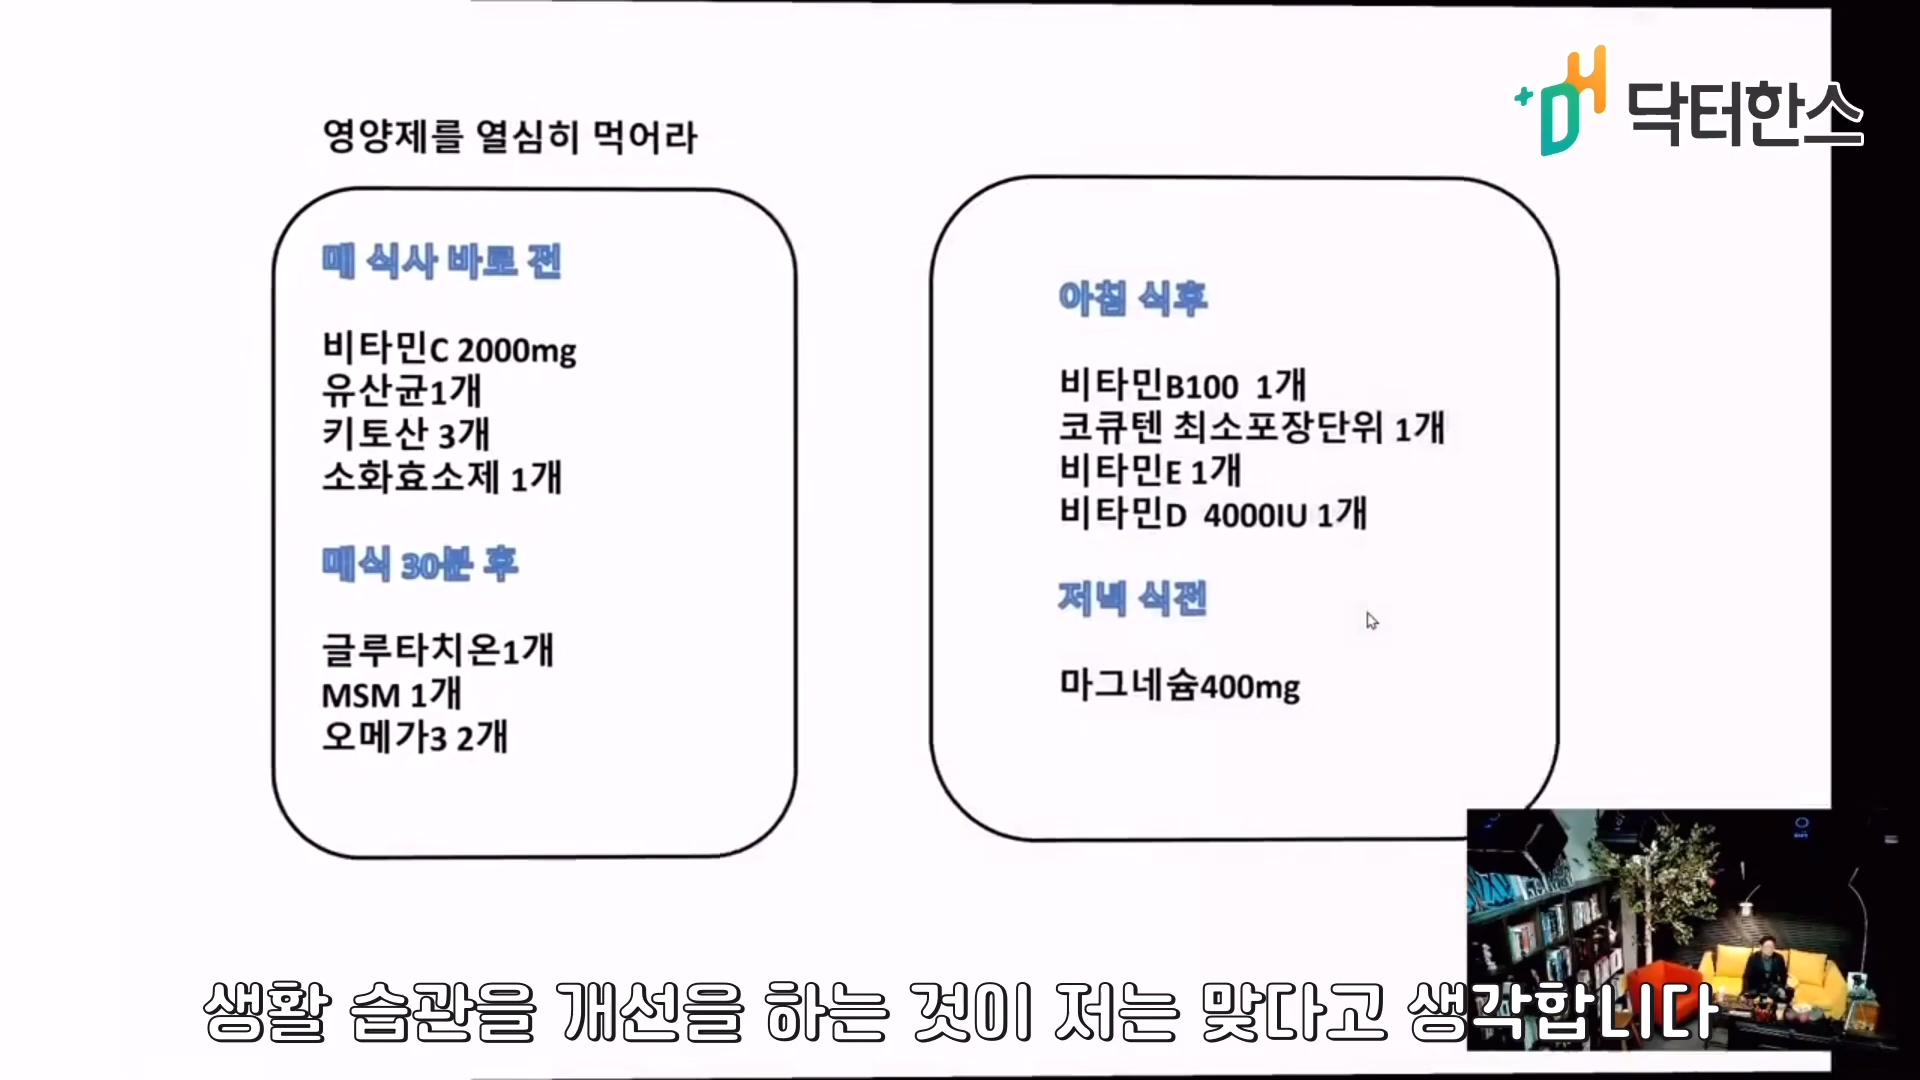 닥터한스
영양제를 열심히 먹어라
매 식사 바로 전
비타민C 2000mg
유산균1개
키토산 3개
소화효소제 1개
매식 30분 후
글루타치온1개
MSM 1개
오메가3 2개
아침 식후
비타민B100 1개
코큐텐 최소포장단위 1개
비타민E 1개
비타민D 4000IU 1개
저녁 식전
마그네슘400mg
생활 습관을 개선을 하는 것이 저는 맞다고 생각합니다